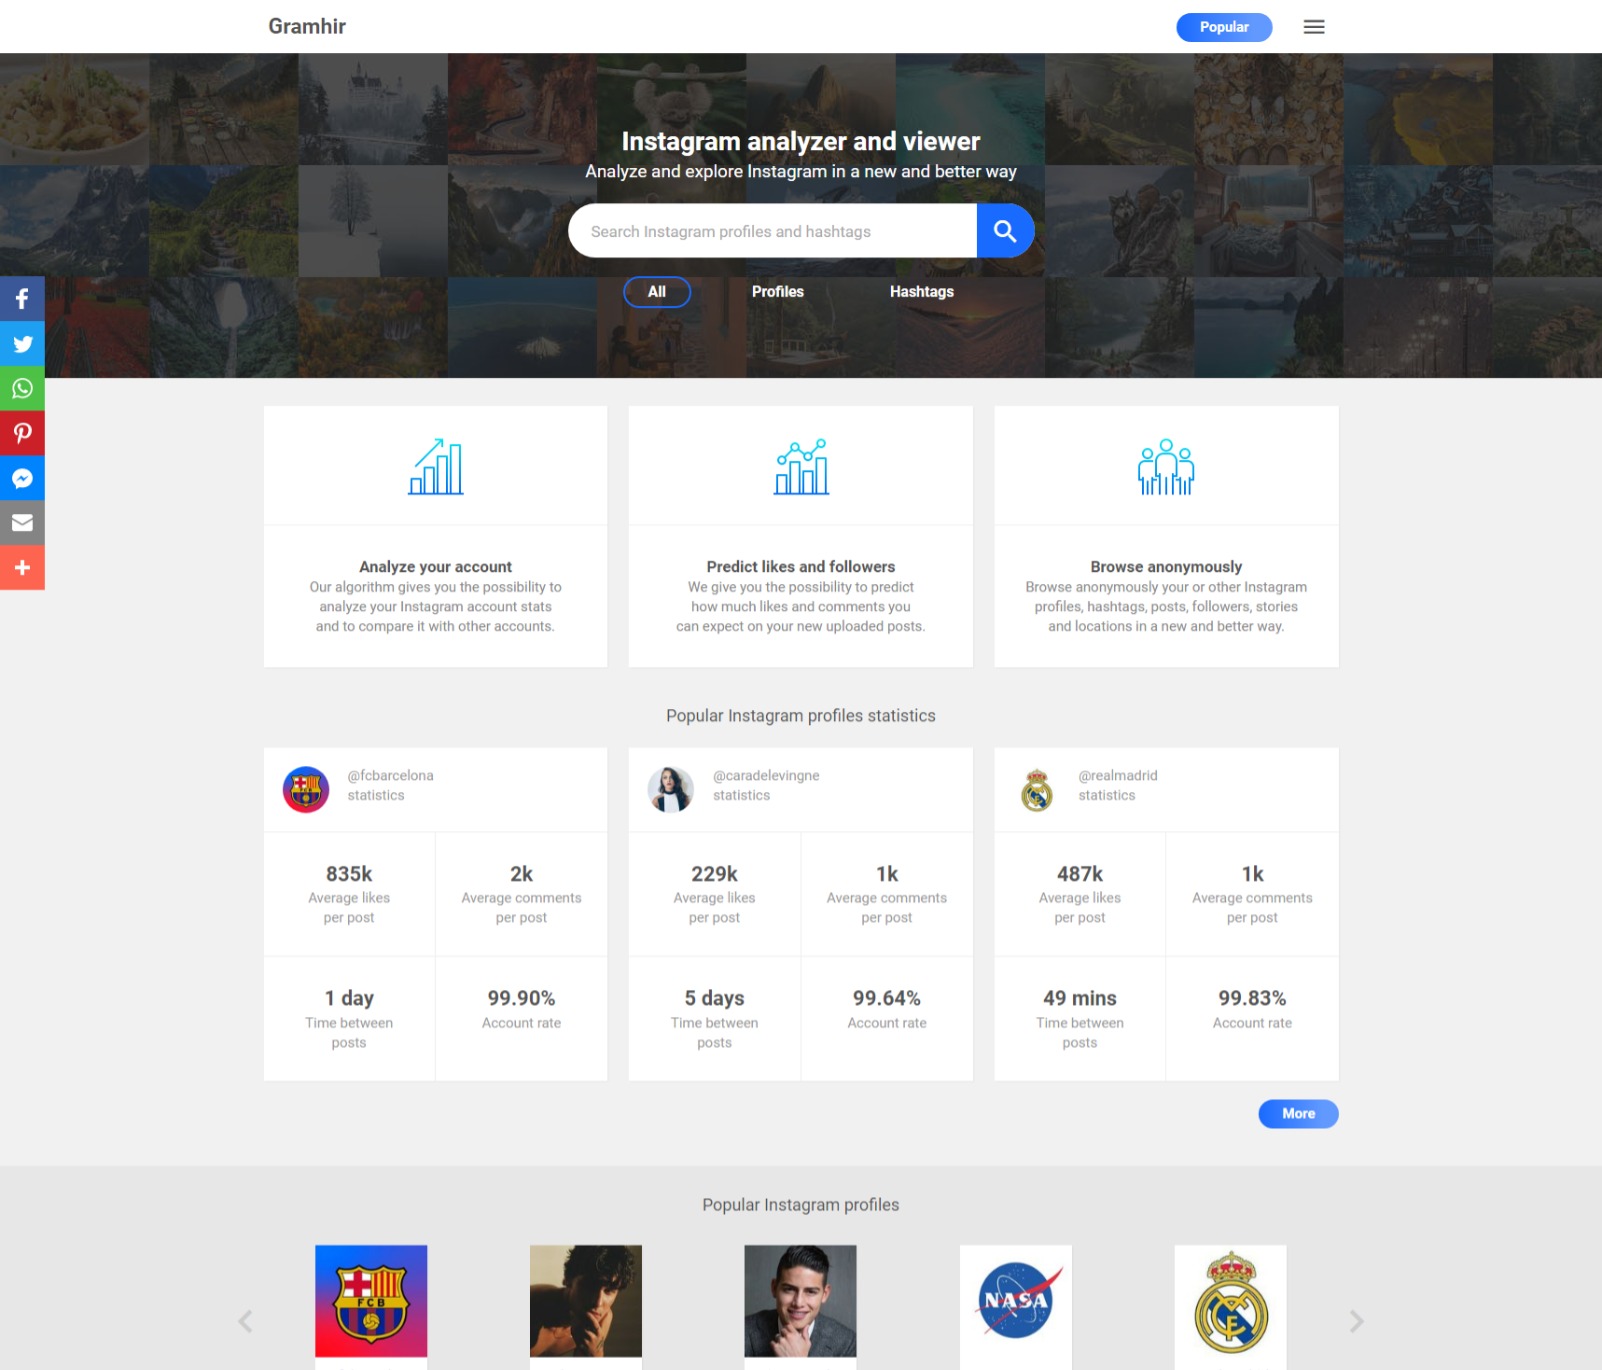 Gramhir
Popular
Instagram analyzer and viewer
Analyze and explore Instagram in a new and better way
Search Instagram profiles and hashtags
All
Profiles
Hashtags
Analyze your account
Our algorithm gives you the possibility to
analyze your Instagram account stats
and to compare it with other accounts.
Predict likes and followers
We give you the possibility to predict
how much likes and comments you
can expect on your new uploaded posts.
Browse anonymously
Browse anonymously your or other Instagram
profiles, hashtags, posts, followers, stories
and locations in a new and better way.
Popular Instagram profiles statistics
@fcbarcelona
statistics
835k
Average likes
per post
2k
Average comments
per post
1 day
Time between
posts
99.90%
Account rate
@caradelevingne
statistics
229k
Average likes
per post
1k
Average comments
per post
5 days
Time between
posts
99.64%
Account rate
@realmadrid
statistics
487k
Average likes
per post
1k
Average comments
per post
49 mins
Time between
posts
99.83%
Account rate
More
Popular Instagram profiles
FCB
NASA